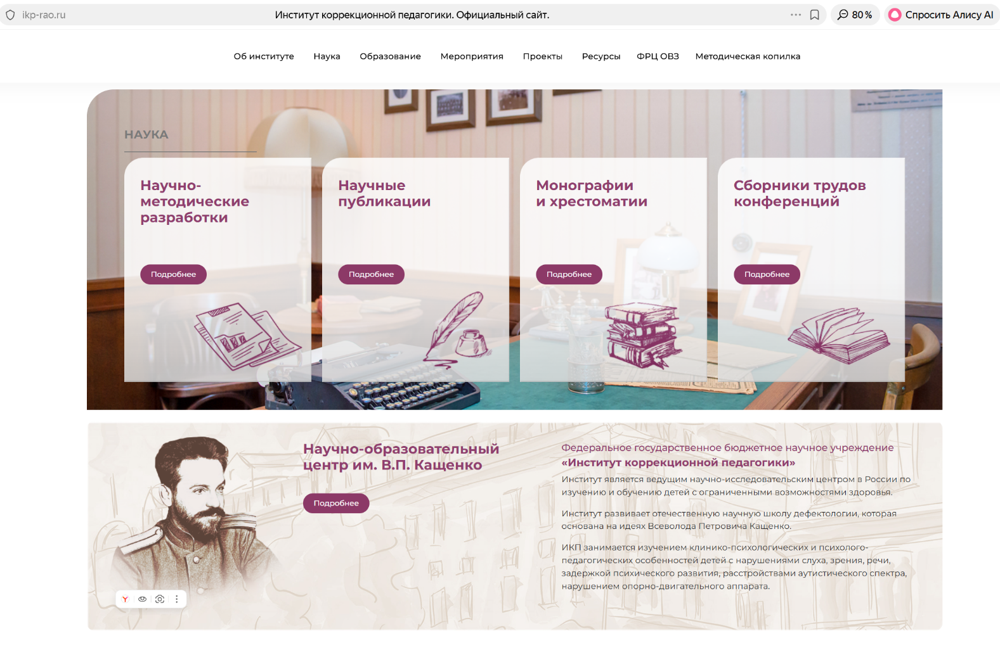 ikp-rao.ru
Институт коррекционной педагогики. Официальный сайт.
80 %
Спросить Алису AI
Об институте
Наука
Образование
Мероприятия
Проекты
Ресурсы
ФРЦ ОВЗ
Методическая копилка
НАУКА
Научно-
методические
разработки
Подробнее
Научные
публикации
Подробнее
Монографии
и хрестоматии
Подробнее
Сборники трудов
конференций
Подробнее
Научно-образовательный
центр им. В.П. Кащенко
Подробнее
Федеральное государственное бюджетное научное учреждение
«Институт коррекционной педагогики»
Институт является ведущим научно-исследовательским центром в России по
изучению и обучению детей с ограниченными возможностями здоровья.
Институт развивает отечественную научную школу дефектологии, которая
основана на идеях Всеволода Петровича Кащенко.
ИКП занимается изучением клинико-психологических и психолого-
педагогических особенностей детей с нарушениями слуха, зрения, речи,
задержкой психического развития, расстройствами аутистического спектра,
нарушением опорно-двигательного аппарата.